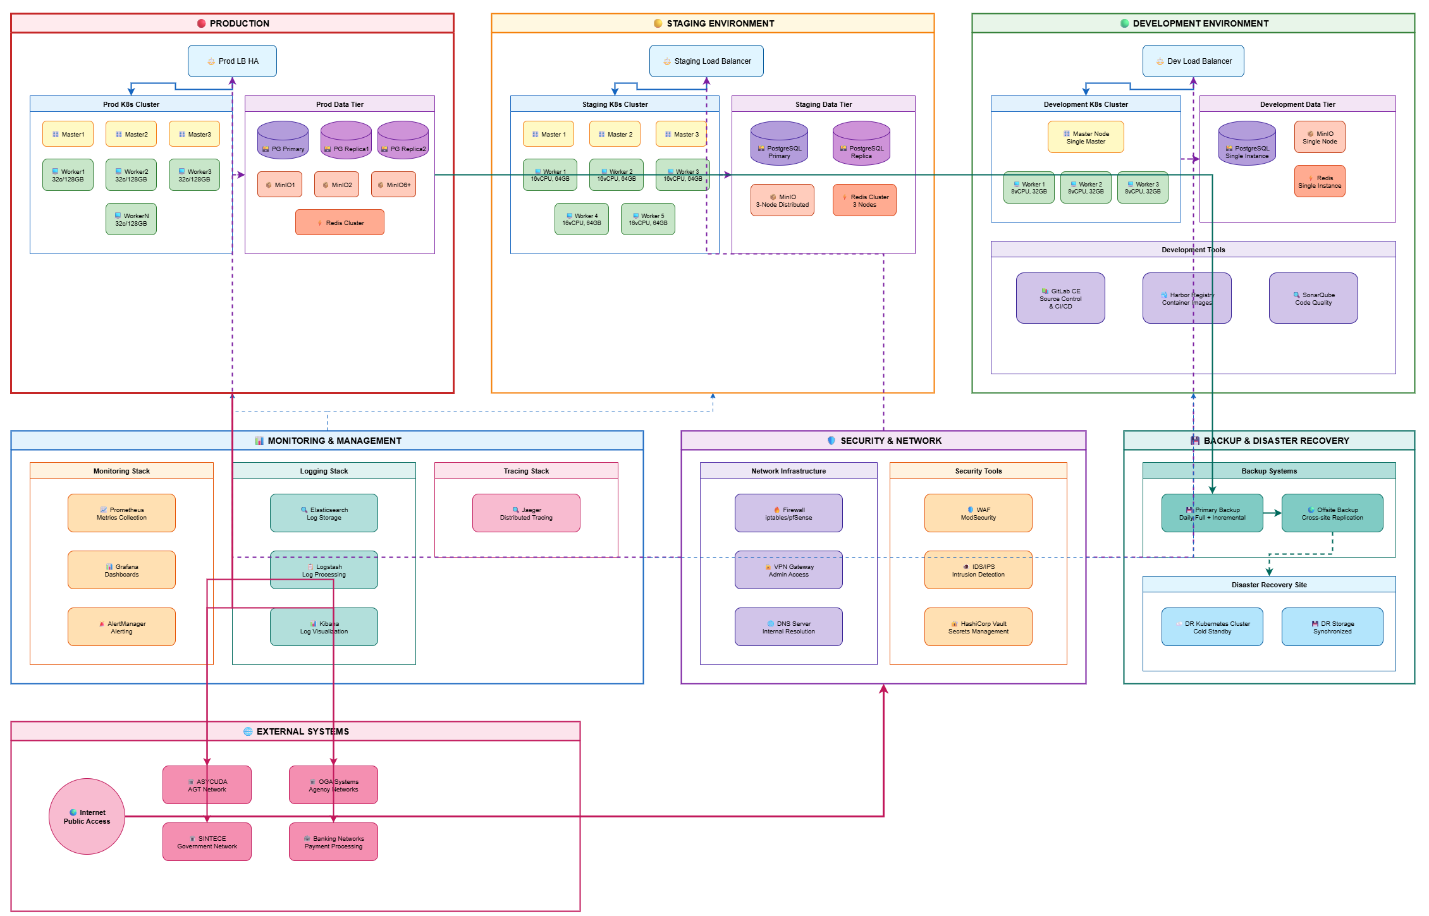 PRODUCTION
Prod LB HA
Prod K8s Cluster
Master1
Master2
Master3
Worker1
32c/128GB
Worker2
32c/128GB
Worker3
32c/128GB
WorkerN
32c/128GB
Prod Data Tier
PG Primary
PG Replica1
PG Replica2
MinIO1
MinIO2
MinIO6+
Redis Cluster
STAGING ENVIRONMENT
Staging Load Balancer
Staging K8s Cluster
Master 1
Master 2
Master 3
Worker 1
16vCPU, 64GB
Worker 2
16vCPU, 64GB
Worker 3
16vCPU, 64GB
Worker 4
16vCPU, 64GB
Worker 5
16vCPU, 64GB
Staging Data Tier
PostgreSQL
Primary
PostgreSQL
Replica
MinIO
3-Node Distributed
Redis Cluster
3 Nodes
DEVELOPMENT ENVIRONMENT
Dev Load Balancer
Development K8s Cluster
Master Node
Single Master
Worker 1
8vCPU, 32GB
Worker 2
8vCPU, 32GB
Worker 3
8vCPU, 32GB
Development Data Tier
PostgreSQL
Single Instance
MinIO
Single Node
Redis
Single Instance
Development Tools
GitLab CE
Source Control
& CI/CD
Harbor Registry
Container Images
SonarQube
Code Quality
MONITORING & MANAGEMENT
Monitoring Stack
Prometheus
Metrics Collection
Grafana
Dashboards
AlertManager
Alerting
Logging Stack
Elasticsearch
Log Storage
Logstash
Log Processing
Kibana
Log Visualization
Tracing Stack
Jaeger
Distributed Tracing
SECURITY & NETWORK
Network Infrastructure
Firewall
iptables/pfSense
VPN Gateway
Admin Access
DNS Server
Internal Resolution
Security Tools
WAF
ModSecurity
IDS/IPS
Intrusion Detection
HashiCorp Vault
Secrets Management
BACKUP & DISASTER RECOVERY
Backup Systems
Primary Backup
Daily Full + Incremental
Offsite Backup
Cross-site Replication
Disaster Recovery Site
DR Kubernetes Cluster
Cold Standby
DR Storage
Synchronized
EXTERNAL SYSTEMS
Internet
Public Access
ASYCUDA
AGT Network
OGA Systems
Agency Networks
SINTECE
Government Network
Banking Networks
Payment Processing